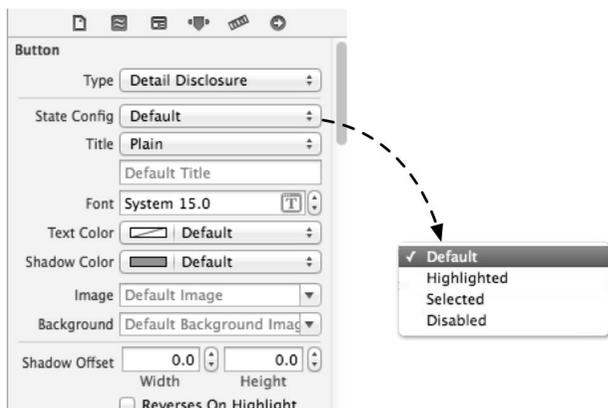 Button
Type Detail Disclosure
State Config Default
Title Plain
Default Title
Font System 15.0 T
Text Color Default
Shadow Color Default
Image Default Image
Background Default Background Imag
Shadow Offset 0.0 0.0
Width Height
Reverses On Highlight
✓ Default
Highlighted
Selected
Disabled